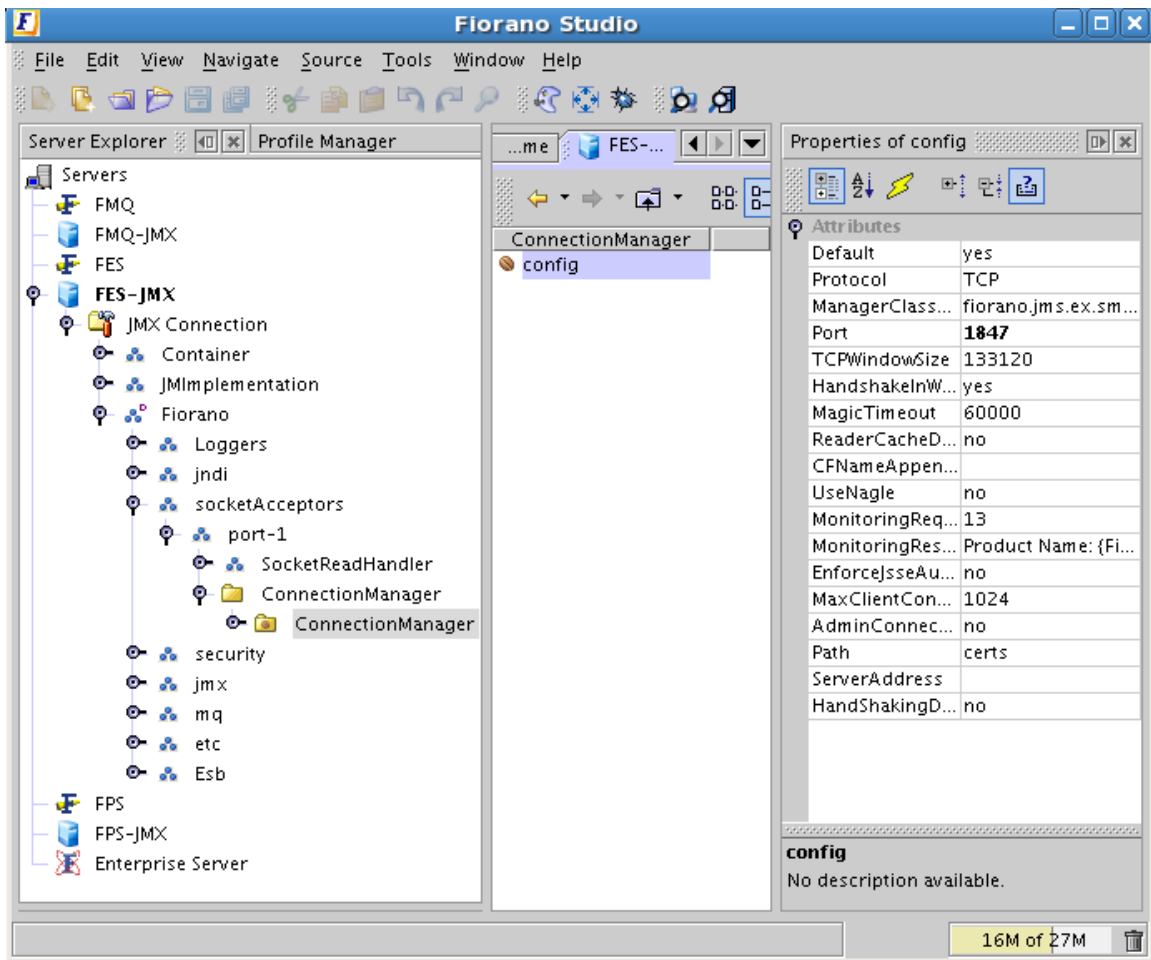 Fiorano Studio
File Edit View Navigate Source Tools Window Help
Server Explorer Profile Manager
Servers
FMQ
FMQ-JMX
FES
FES-JMX
JMX Connection
Container
JMImplementation
Fiorano
Loggers
jndi
socketAcceptors
port-1
SocketReadHandler
ConnectionManager
ConnectionManager
security
jmx
mq
etc
Esb
FPS
FPS-JMX
Enterprise Server
...me FES-...
ConnectionManager
config
Properties of config
Attributes
Default yes
Protocol TCP
ManagerClass... fiorano.jms.ex.sm...
Port 1847
TCPWindowSize 133120
HandshakeInW... yes
MagicTimeout 60000
ReaderCacheD... no
CFNameAppen...
UseNagle no
MonitoringReq... 13
MonitoringRes... Product Name: {Fi...
EnforceJsseAu... no
MaxClientCon... 1024
AdminConnec... no
Path certs
ServerAddress
HandShakingD... no
config
No description available.
16M of 27M